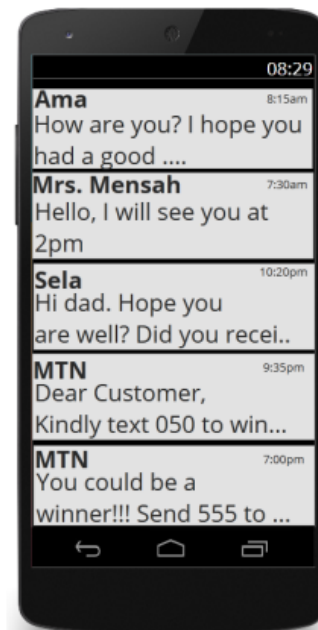 08:29
Ama 8:15am
How are you? I hope you
had a good ....
Mrs. Mensah 7:30am
Hello, I will see you at
2pm
Sela 10:20pm
Hi dad. Hope you
are well? Did you recei..
MTN 9:35pm
Dear Customer,
Kindly text 050 to win...
MTN 7:00pm
You could be a
winner!!! Send 555 to ...